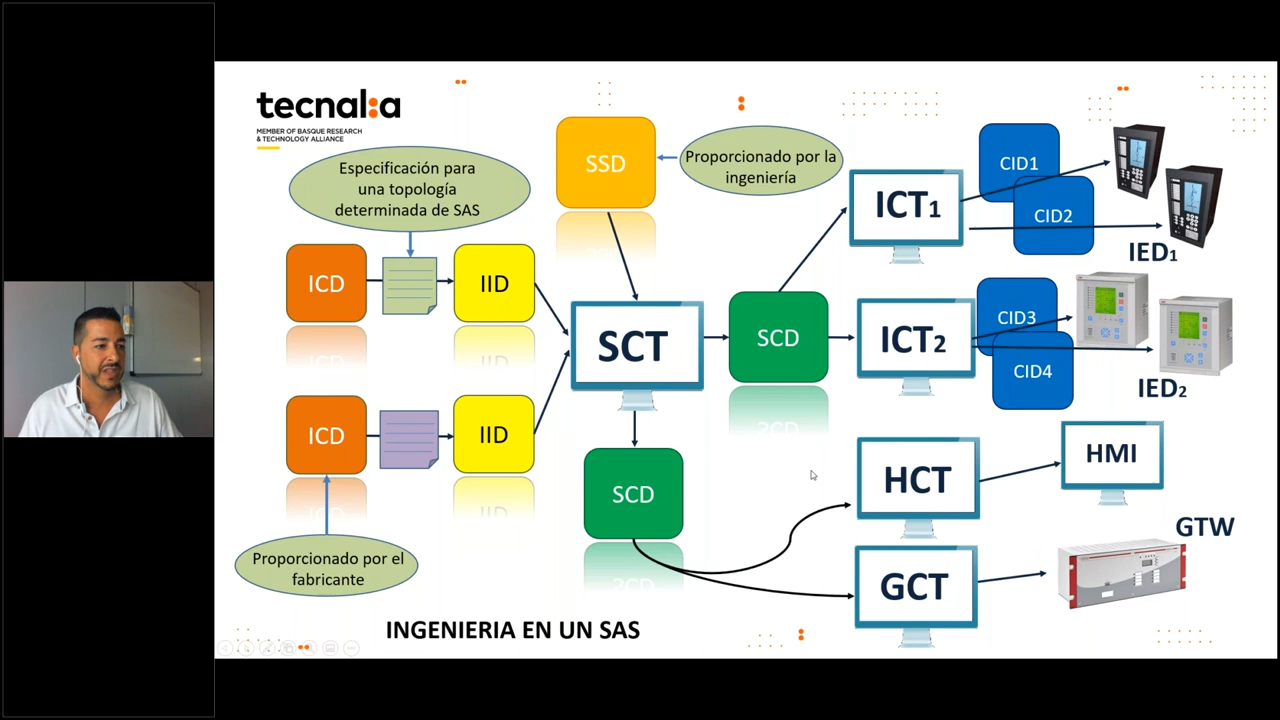 tecnalia
MEMBER OF BASQUE RESEARCH
& TECHNOLOGY ALLIANCE
Especificación para
una topología
determinada de SAS
SSD
Proporcionado por la
ingeniería
ICD
IID
ICD
IID
Proporcionado por el
fabricante
SCT
SCD
SCD
ICT1
CID1
CID2
IED1
ICT2
CID3
CID4
IED2
HCT
HMI
GCT
GTW
INGENIERIA EN UN SAS